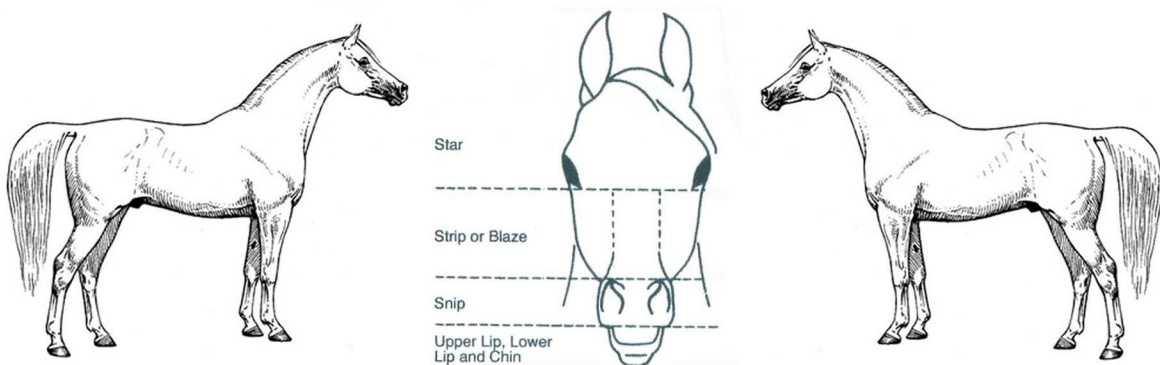 Star
Strip or Blaze
Snip
Upper Lip, Lower
Lip and Chin